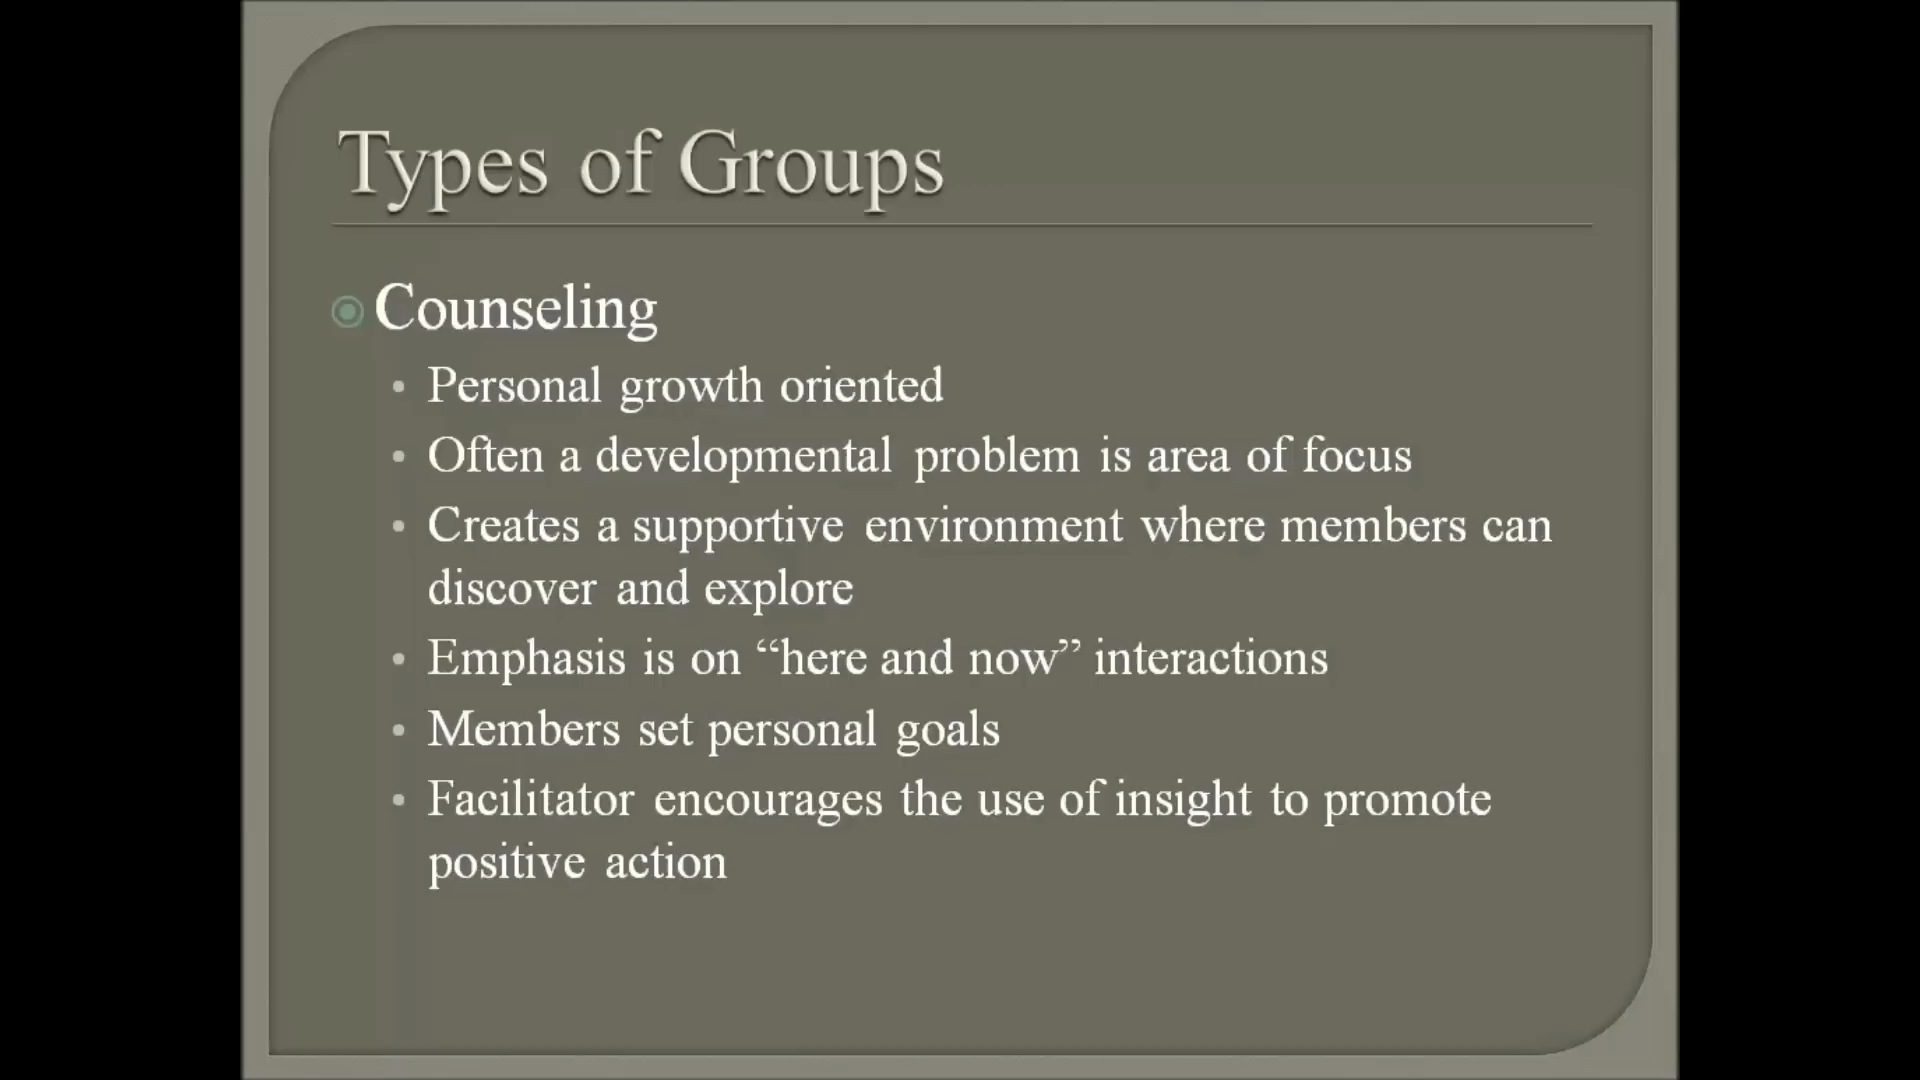 Types of Groups
Counseling
• Personal growth oriented
• Often a developmental problem is area of focus
• Creates a supportive environment where members can
discover and explore
• Emphasis is on “here and now” interactions
• Members set personal goals
• Facilitator encourages the use of insight to promote
positive action